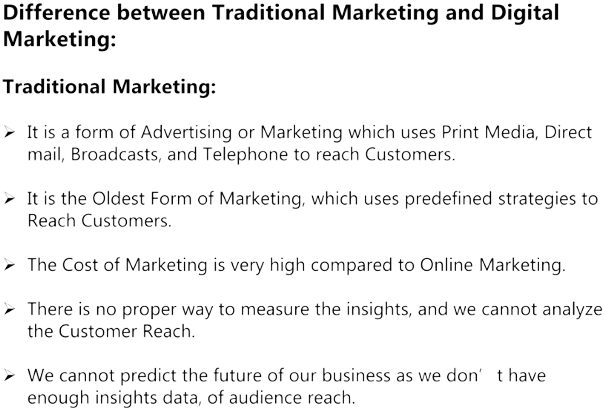 Difference between Traditional Marketing and Digital
Marketing:
Traditional Marketing:
➢ It is a form of Advertising or Marketing which uses Print Media, Direct
mail, Broadcasts, and Telephone to reach Customers.
➢ It is the Oldest Form of Marketing, which uses predefined strategies to
Reach Customers.
➢ The Cost of Marketing is very high compared to Online Marketing.
➢ There is no proper way to measure the insights, and we cannot analyze
the Customer Reach.
➢ We cannot predict the future of our business as we don’t have
enough insights data, of audience reach.